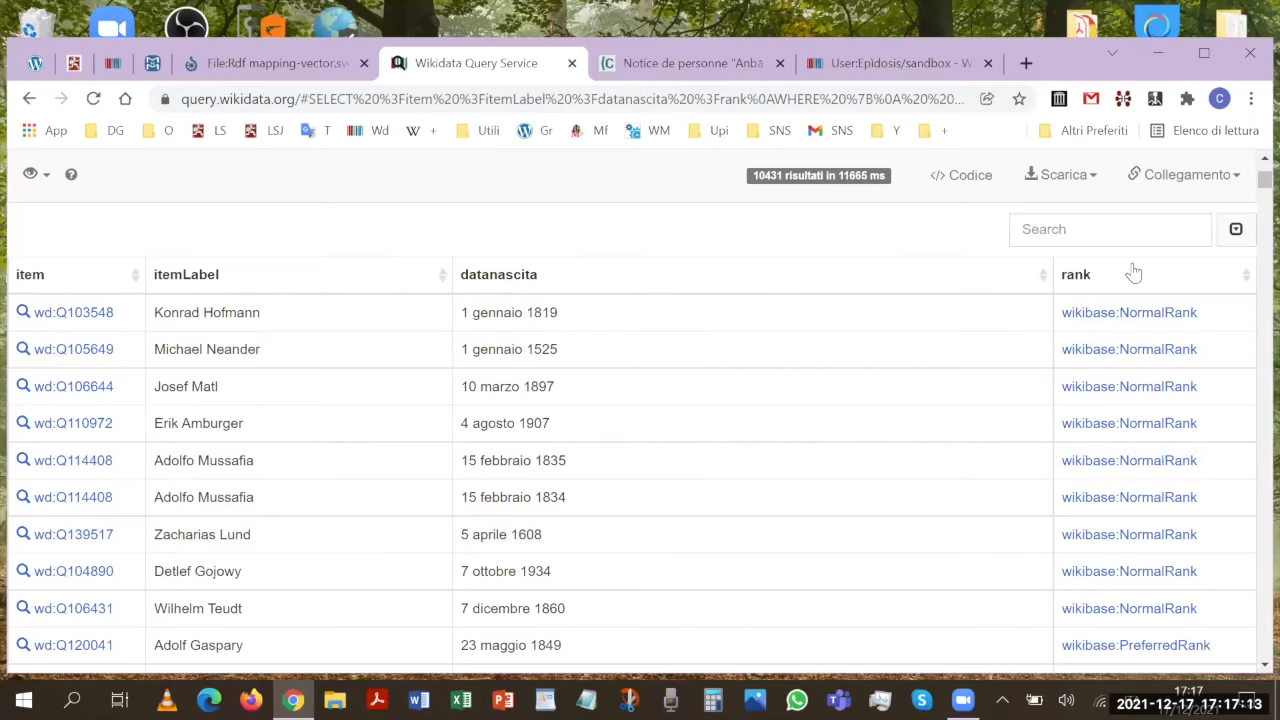 File:Rdf mapping-vector.sv
Wikidata Query Service
Notice de personne "Anbā
User:Epìdosis/sandbox - W
query.wikidata.org/#SELECT%20%3Fitem%20%3FitemLabel%20%3Fdatanascita%20%3Frank%0AWHERE%20%7B%0A%20%20...
App DG O LS LSJ T Wd + Utili Gr Mf WM Upi SNS SNS Y + Altri Preferiti Elenco di lettura
10431 risultati in 11665 ms </> Codice Scarica Collegamento
Search
item itemLabel datanascita rank
wd:Q103548 Konrad Hofmann 1 gennaio 1819 wikibase:NormalRank
wd:Q105649 Michael Neander 1 gennaio 1525 wikibase:NormalRank
wd:Q106644 Josef Matl 10 marzo 1897 wikibase:NormalRank
wd:Q110972 Erik Amburger 4 agosto 1907 wikibase:NormalRank
wd:Q114408 Adolfo Mussafia 15 febbraio 1835 wikibase:NormalRank
wd:Q114408 Adolfo Mussafia 15 febbraio 1834 wikibase:NormalRank
wd:Q139517 Zacharias Lund 5 aprile 1608 wikibase:NormalRank
wd:Q104890 Detlef Gojowy 7 ottobre 1934 wikibase:NormalRank
wd:Q106431 Wilhelm Teudt 7 dicembre 1860 wikibase:NormalRank
wd:Q120041 Adolf Gaspary 23 maggio 1849 wikibase:PreferredRank
17:17
2021-12-17 17:17:13